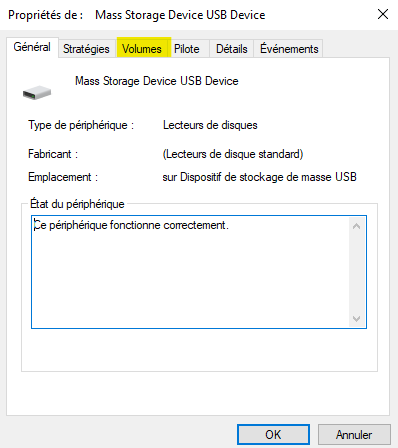 Propriétés de : Mass Storage Device USB Device
Général Stratégies Volumes Pilote Détails Événements
Mass Storage Device USB Device
Type de périphérique : Lecteurs de disques
Fabricant : (Lecteurs de disque standard)
Emplacement : sur Dispositif de stockage de masse USB
État du périphérique
Ce périphérique fonctionne correctement.
OK Annuler